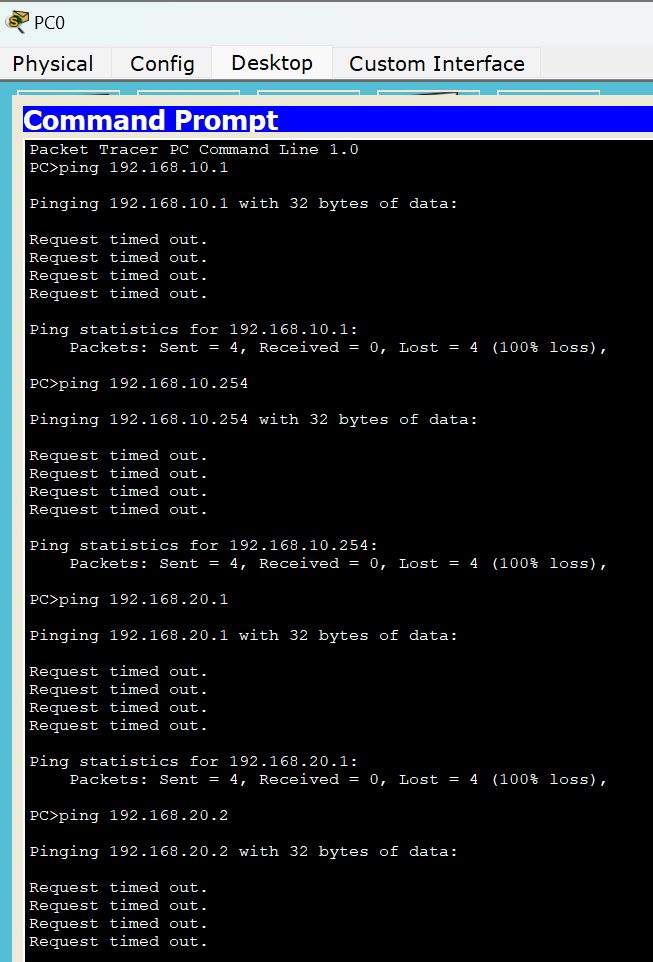 PC0
Physical Config Desktop Custom Interface
Command Prompt
Packet Tracer PC Command Line 1.0
PC>ping 192.168.10.1
Pinging 192.168.10.1 with 32 bytes of data:
Request timed out.
Request timed out.
Request timed out.
Request timed out.
Ping statistics for 192.168.10.1:
Packets: Sent = 4, Received = 0, Lost = 4 (100% loss),
PC>ping 192.168.10.254
Pinging 192.168.10.254 with 32 bytes of data:
Request timed out.
Request timed out.
Request timed out.
Request timed out.
Ping statistics for 192.168.10.254:
Packets: Sent = 4, Received = 0, Lost = 4 (100% loss),
PC>ping 192.168.20.1
Pinging 192.168.20.1 with 32 bytes of data:
Request timed out.
Request timed out.
Request timed out.
Request timed out.
Ping statistics for 192.168.20.1:
Packets: Sent = 4, Received = 0, Lost = 4 (100% loss),
PC>ping 192.168.20.2
Pinging 192.168.20.2 with 32 bytes of data:
Request timed out.
Request timed out.
Request timed out.
Request timed out.